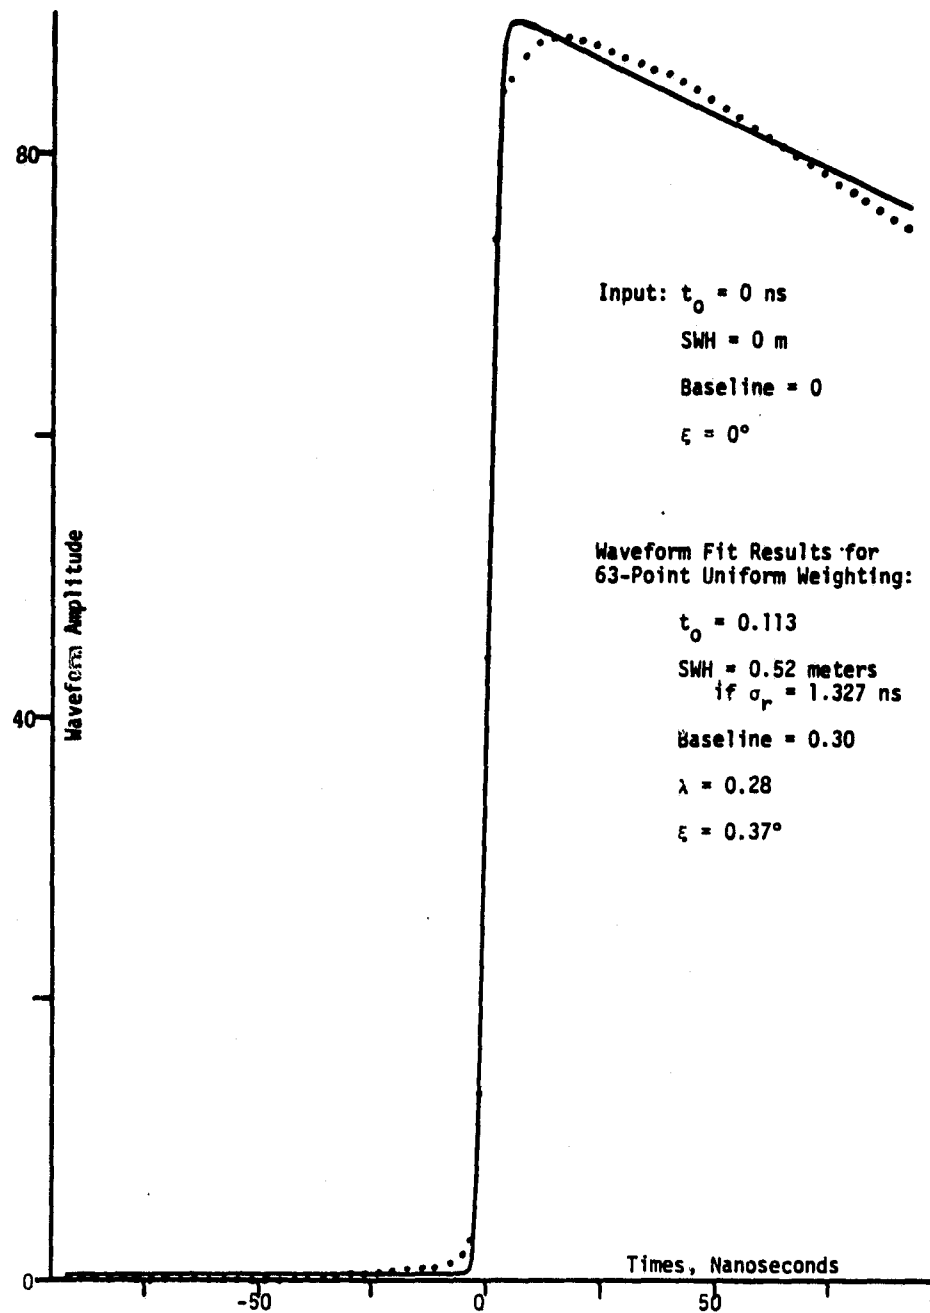 80
Input: t₀ = 0 ns
SWH = 0 m
Baseline = 0
ξ = 0°
Waveform Amplitude
Waveform Fit Results for
63-Point Uniform Weighting:
t₀ = 0.113
SWH = 0.52 meters
if σᵣ = 1.327 ns
40
Baseline = 0.30
λ = 0.28
ξ = 0.37°
Times, Nanoseconds
0
-50
0
50